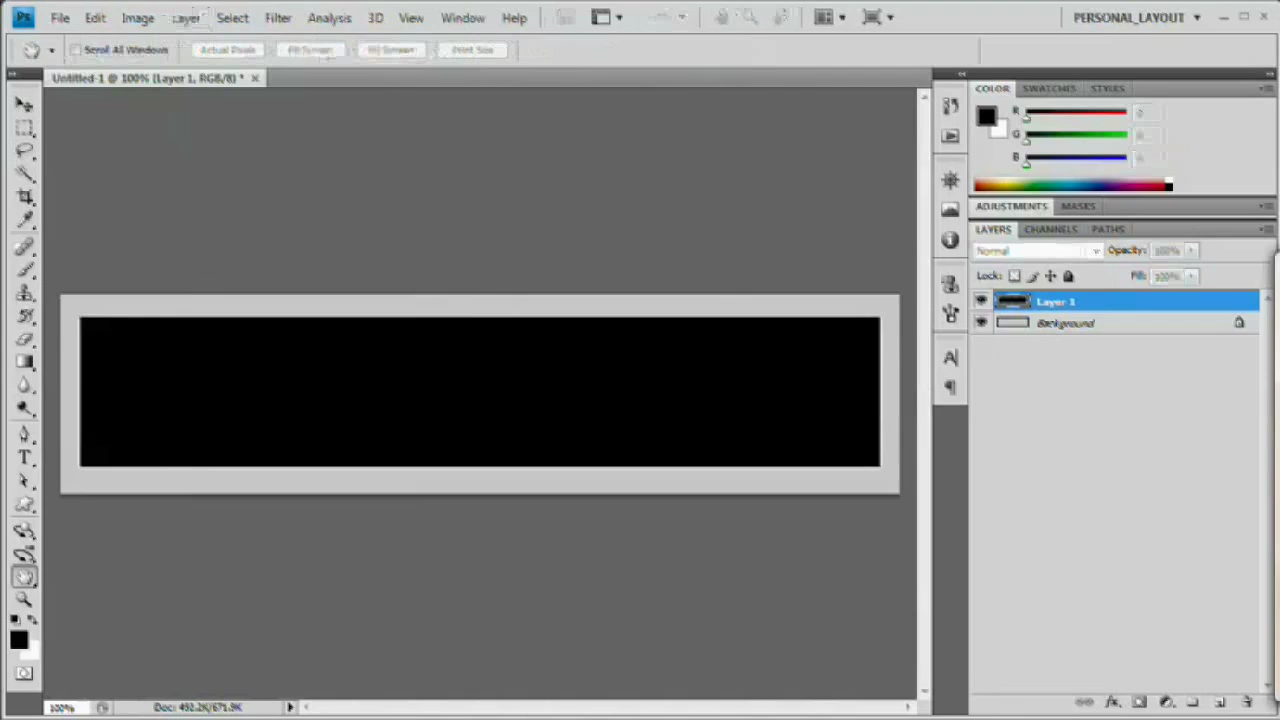 Ps File Edit Image Layer Select Filter Analysis 3D View Window Help PERSONAL_LAYOUT
Scroll All Windows Actual Pixels Fit Screen Fill Screen Print Size
Untitled-1 @ 100% (Layer 1, RGB/8) *
COLOR SWATCHES STYLES
R
G
B
ADJUSTMENTS MASKS
LAYERS CHANNELS PATHS
Normal Opacity: 100%
Lock: Fill: 100%
Layer 1
Background
100% Doc: 492.2K/671.9K